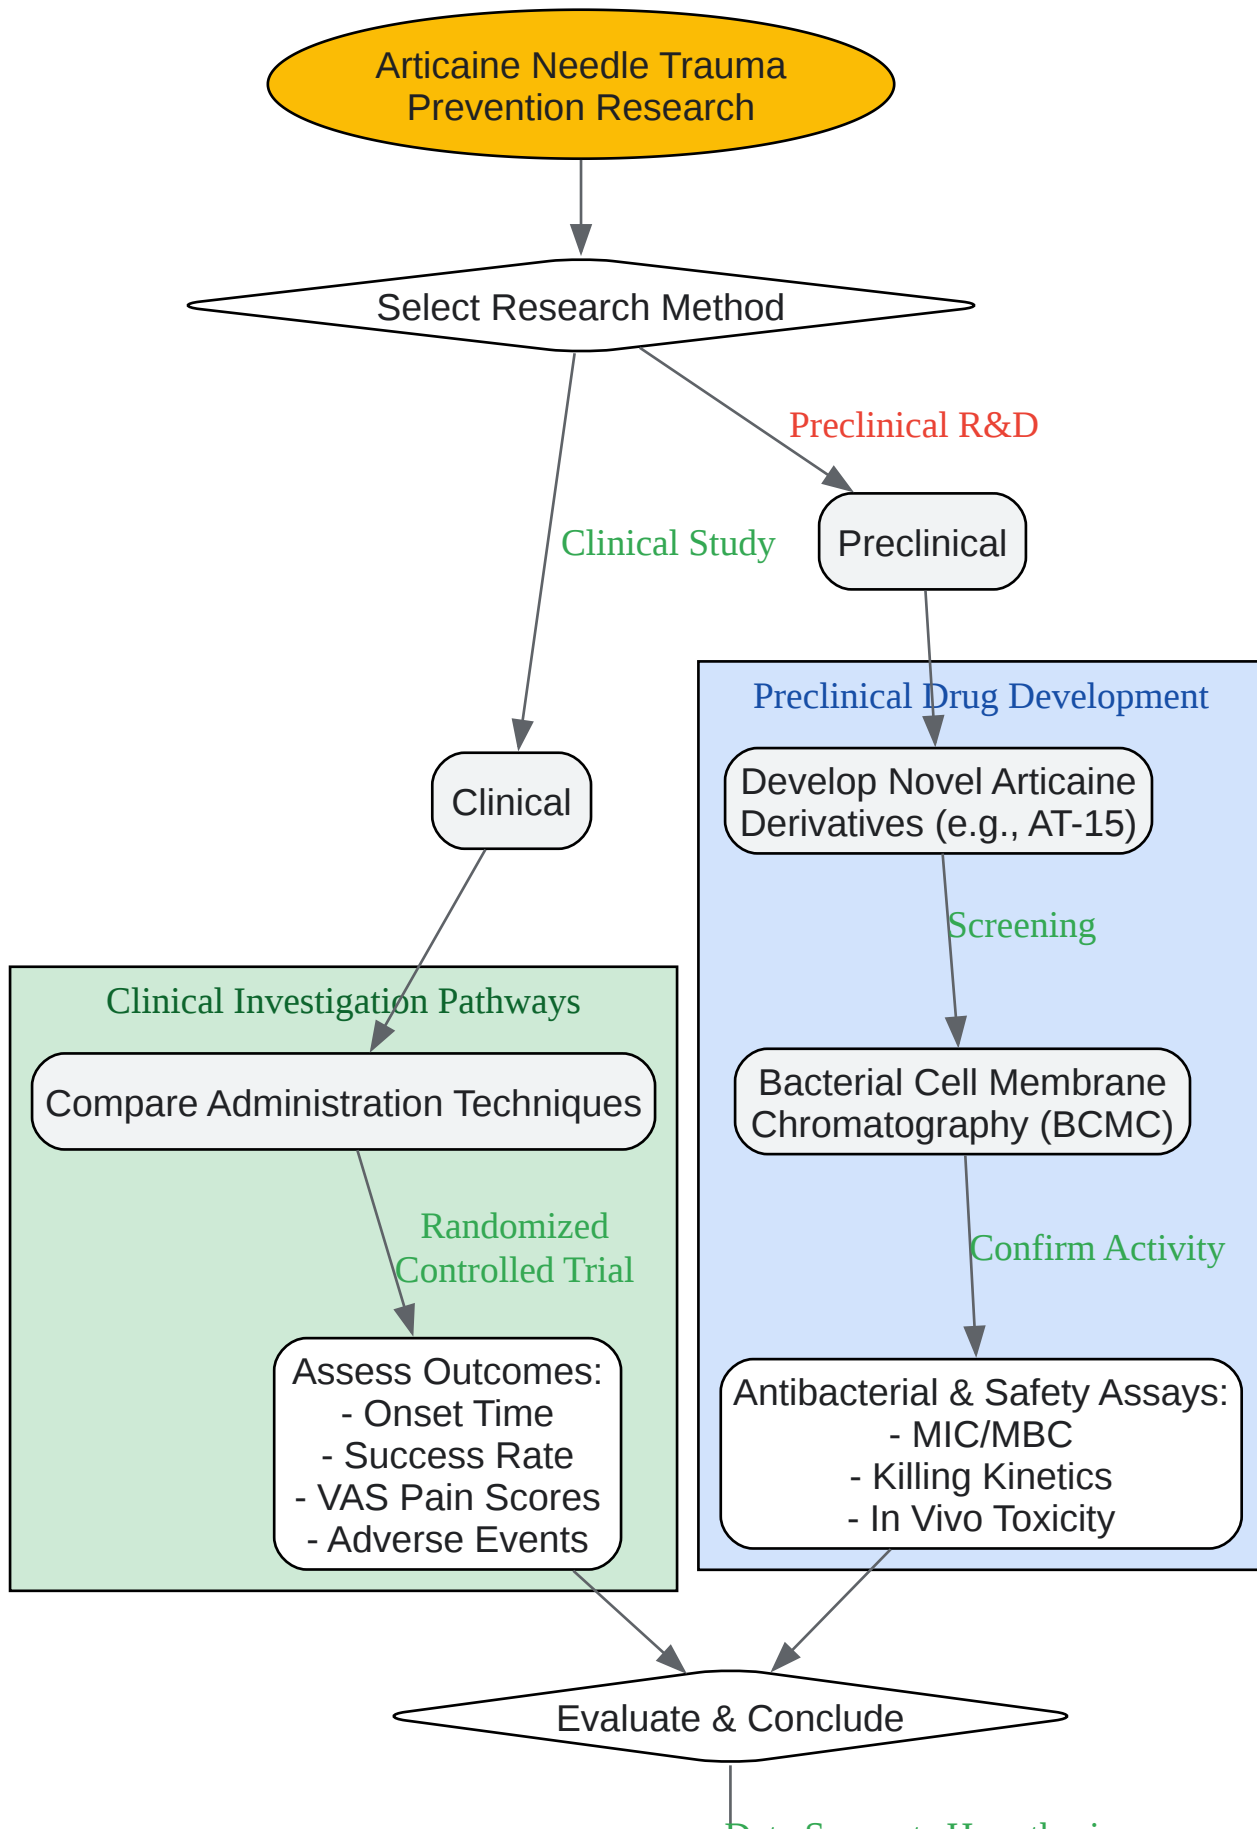 Articaine Needle Trauma
Prevention Research
Select Research Method
Preclinical R&D
Clinical Study
Preclinical
Preclinical Drug Development
Clinical
Develop Novel Articaine
Derivatives (e.g., AT-15)
Screening
Clinical Investigation Pathways
Compare Administration Techniques
Bacterial Cell Membrane
Chromatography (BCMC)
Randomized
Controlled Trial
Confirm Activity
Assess Outcomes:
- Onset Time
- Success Rate
- VAS Pain Scores
- Adverse Events
Antibacterial & Safety Assays:
- MIC/MBC
- Killing Kinetics
- In Vivo Toxicity
Evaluate & Conclude